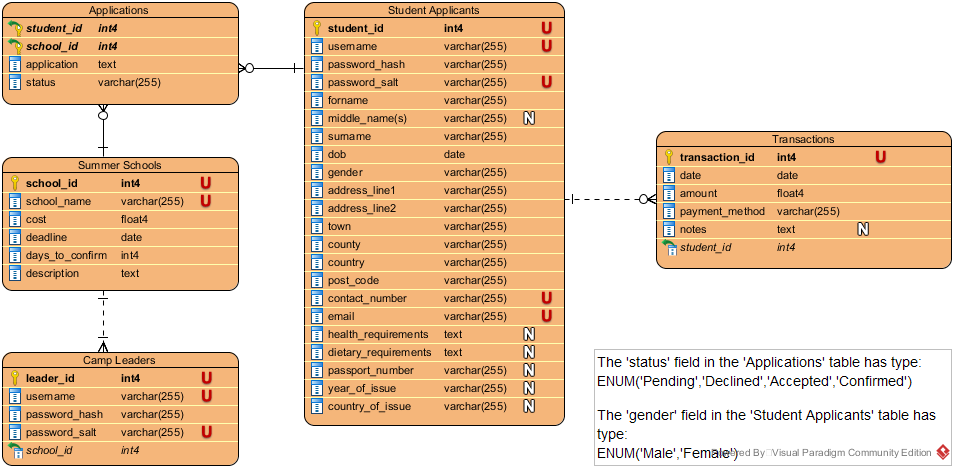 Applications
student_id int4
school_id int4
application text
status varchar(255)
Summer Schools
school_id int4 U
school_name varchar(255) U
cost float4
deadline date
days_to_confirm int4
description text
Camp Leaders
leader_id int4 U
username varchar(255) U
password_hash varchar(255)
password_salt varchar(255) U
school_id int4
Student Applicants
student_id int4 U
username varchar(255) U
password_hash varchar(255)
password_salt varchar(255) U
forname varchar(255)
middle_name(s) varchar(255) N
surname varchar(255)
dob date
gender varchar(255)
address_line1 varchar(255)
address_line2 varchar(255)
town varchar(255)
county varchar(255)
country varchar(255)
post_code varchar(255)
contact_number varchar(255) U
email varchar(255) U
health_requirements text N
dietary_requirements text N
passport_number varchar(255) N
year_of_issue varchar(255) N
country_of_issue varchar(255) N
Transactions
transaction_id int4 U
date date
amount float4
payment_method varchar(255)
notes text N
student_id int4
The 'status' field in the 'Applications' table has type:
ENUM('Pending','Declined','Accepted','Confirmed')
The 'gender' field in the 'Student Applicants' table has
type:
ENUM('Male','Female')
Powered By Visual Paradigm Community Edition